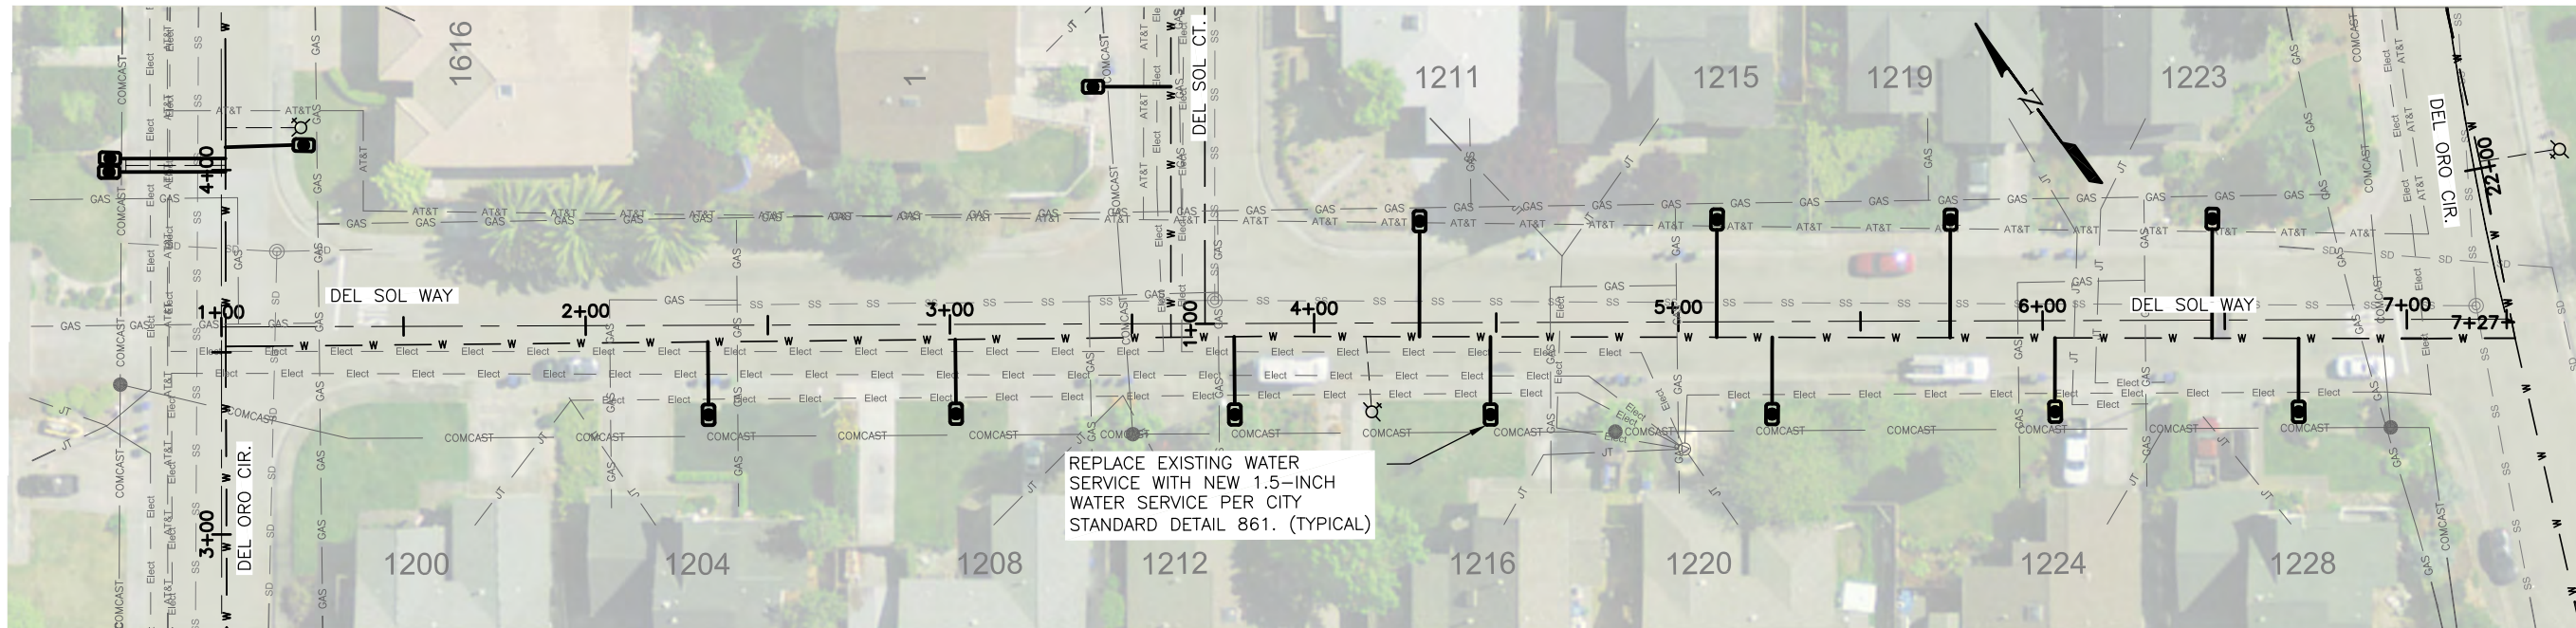 1616
1
DEL SOL CT.
1211
1215
1219
1223
N
DEL ORO CIR.
22+00
4+00
DEL SOL WAY
1+00
2+00
3+00
1+00
4+00
5+00
6+00
DEL SOL WAY
7+00
7+27+
DEL ORO CIR.
3+00
REPLACE EXISTING WATER
SERVICE WITH NEW 1.5-INCH
WATER SERVICE PER CITY
STANDARD DETAIL 861. (TYPICAL)
1200
1204
1208
1212
1216
1220
1224
1228
COMCAST
Elect
AT&T
SS
GAS
W
JT
SD